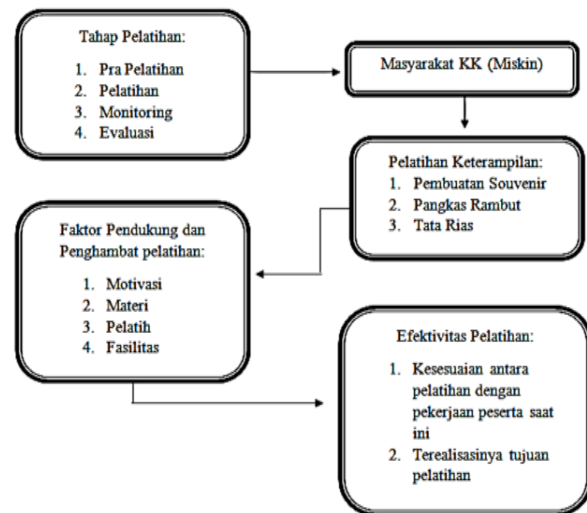 Tahap Pelatihan:
1. Pra Pelatihan
2. Pelatihan
3. Monitoring
4. Evaluasi
Masyarakat KK (Miskin)
Pelatihan Keterampilan:
1. Pembuatan Souvenir
2. Pangkas Rambut
3. Tata Rias
Faktor Pendukung dan
Penghambat pelatihan:
1. Motivasi
2. Materi
3. Pelatih
4. Fasilitas
Efektivitas Pelatihan:
1. Kesesuaian antara
pelatihan dengan
pekerjaan peserta saat
ini
2. Terealisasinya tujuan
pelatihan